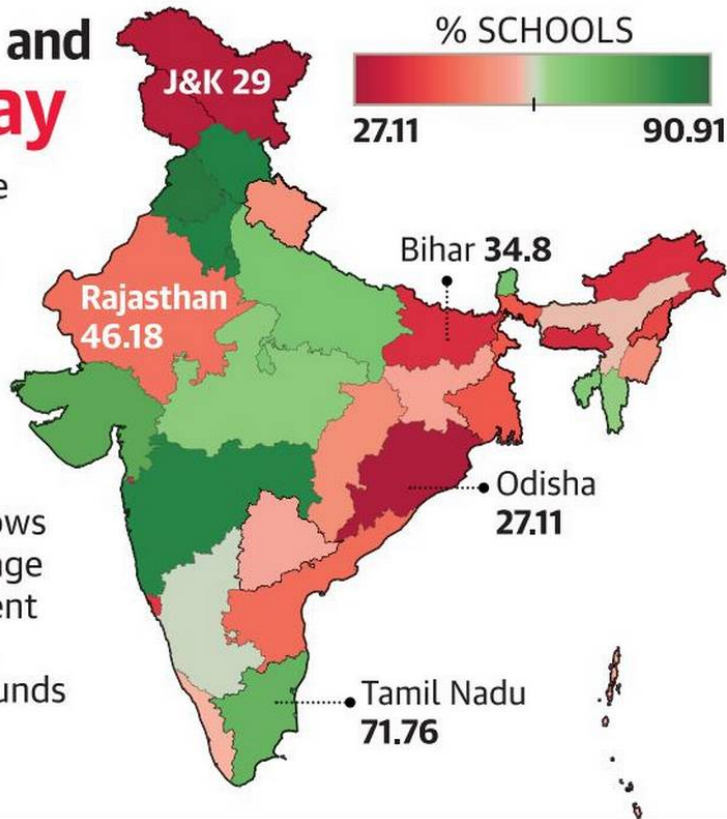 and
ay
e
% SCHOOLS
27.11 90.91
J&K 29
Bihar 34.8
Rajasthan
46.18
Odisha
27.11
ows
ge
ent
unds
Tamil Nadu
71.76